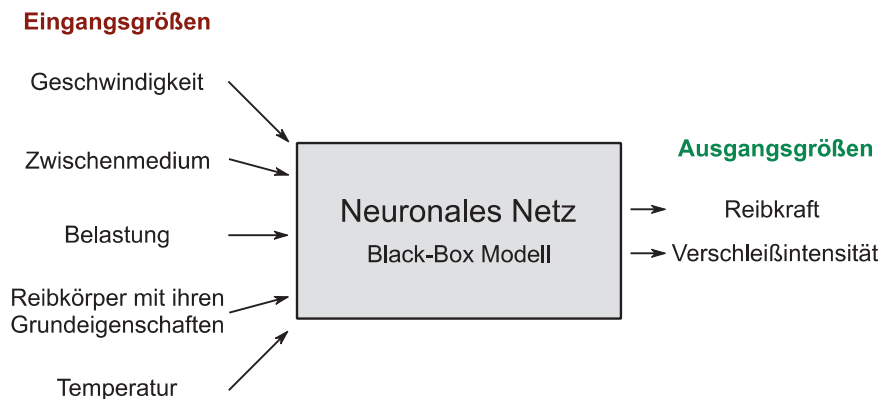 Eingangsgrößen
Geschwindigkeit
Zwischenmedium
Belastung
Reibkörper mit ihren
Grundeigenschaften
Temperatur
Neuronales Netz
Black-Box Modell
Ausgangsgrößen
Reibkraft
Verschleißintensität